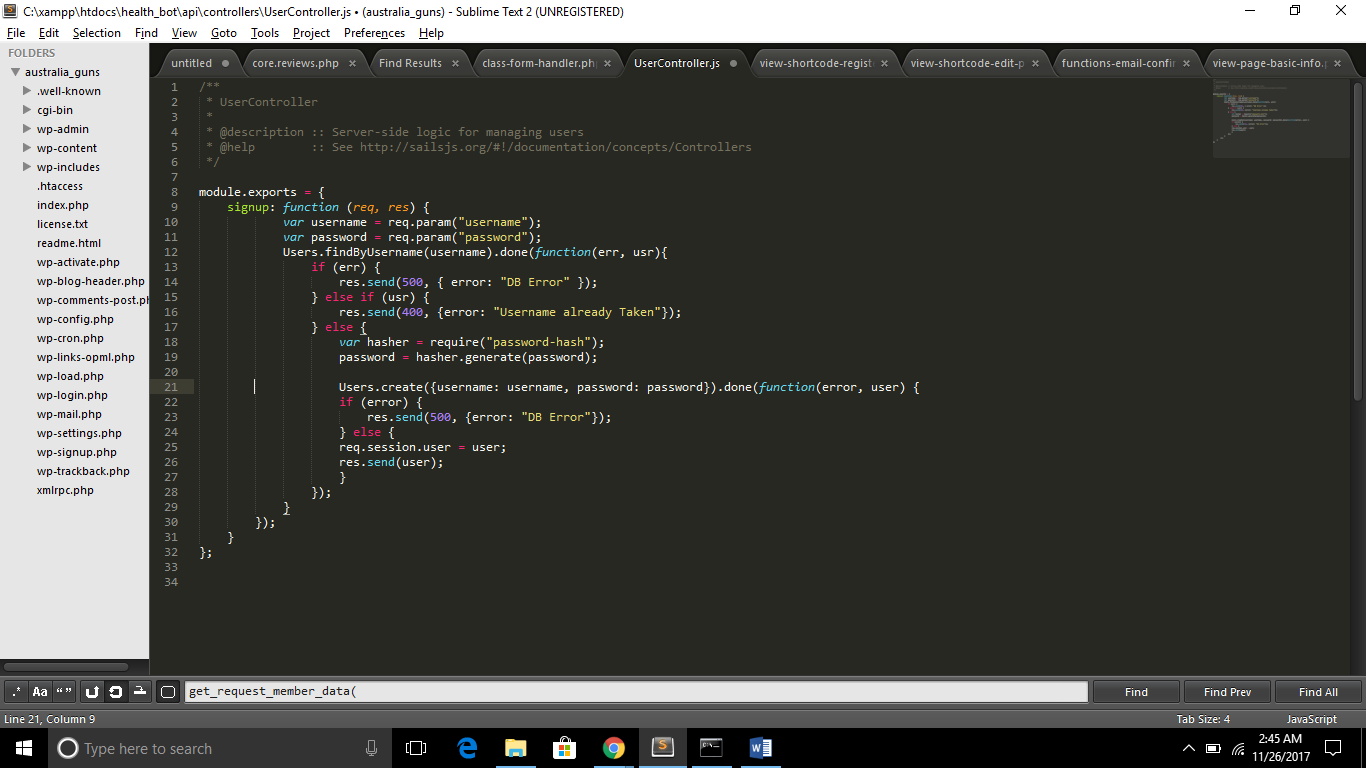 C:\xampp\htdocs\health_bot\api\controllers\UserController.js • (australia_guns) - Sublime Text 2 (UNREGISTERED)
File Edit Selection Find View Goto Tools Project Preferences Help
FOLDERS
australia_guns
.well-known
cgi-bin
wp-admin
wp-content
wp-includes
.htaccess
index.php
license.txt
readme.html
wp-activate.php
wp-blog-header.php
wp-comments-post.ph
wp-config.php
wp-cron.php
wp-links-opml.php
wp-load.php
wp-login.php
wp-mail.php
wp-settings.php
wp-signup.php
wp-trackback.php
xmlrpc.php
untitled core.reviews.php Find Results class-form-handler.ph UserController.js view-shortcode-regist view-shortcode-edit-p functions-email-confir view-page-basic-info.p
1 /**
2  * UserController
3  *
4  * @description :: Server-side logic for managing users
5  * @help        :: See http://sailsjs.org/#!/documentation/concepts/Controllers
6  */
7
8 module.exports = {
9     signup: function (req, res) {
10             var username = req.param("username");
11             var password = req.param("password");
12             Users.findByUsername(username).done(function(err, usr){
13                 if (err) {
14                     res.send(500, { error: "DB Error" });
15                 } else if (usr) {
16                     res.send(400, {error: "Username already Taken"});
17                 } else {
18                     var hasher = require("password-hash");
19                     password = hasher.generate(password);
20
21                     Users.create({username: username, password: password}).done(function(error, user) {
22                     if (error) {
23                         res.send(500, {error: "DB Error"});
24                     } else {
25                     req.session.user = user;
26                     res.send(user);
27                     }
28                 });
29             }
30         });
31     }
32 };
33
34
.* Aa “” get_request_member_data( Find Find Prev Find All
Line 21, Column 9 Tab Size: 4 JavaScript
Type here to search
2:45 AM
11/26/2017